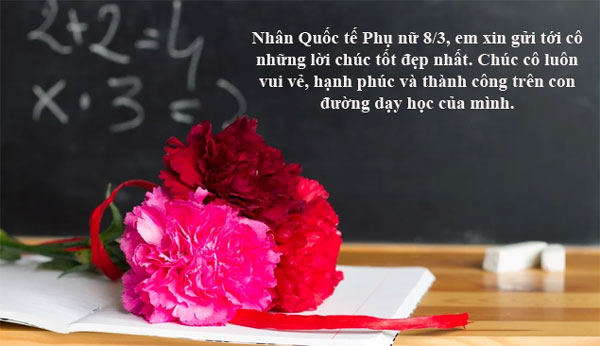 2+2=4
x·3=
Nhân Quốc tế Phụ nữ 8/3, em xin gửi tới cô
những lời chúc tốt đẹp nhất. Chúc cô luôn
vui vẻ, hạnh phúc và thành công trên con
đường dạy học của mình.